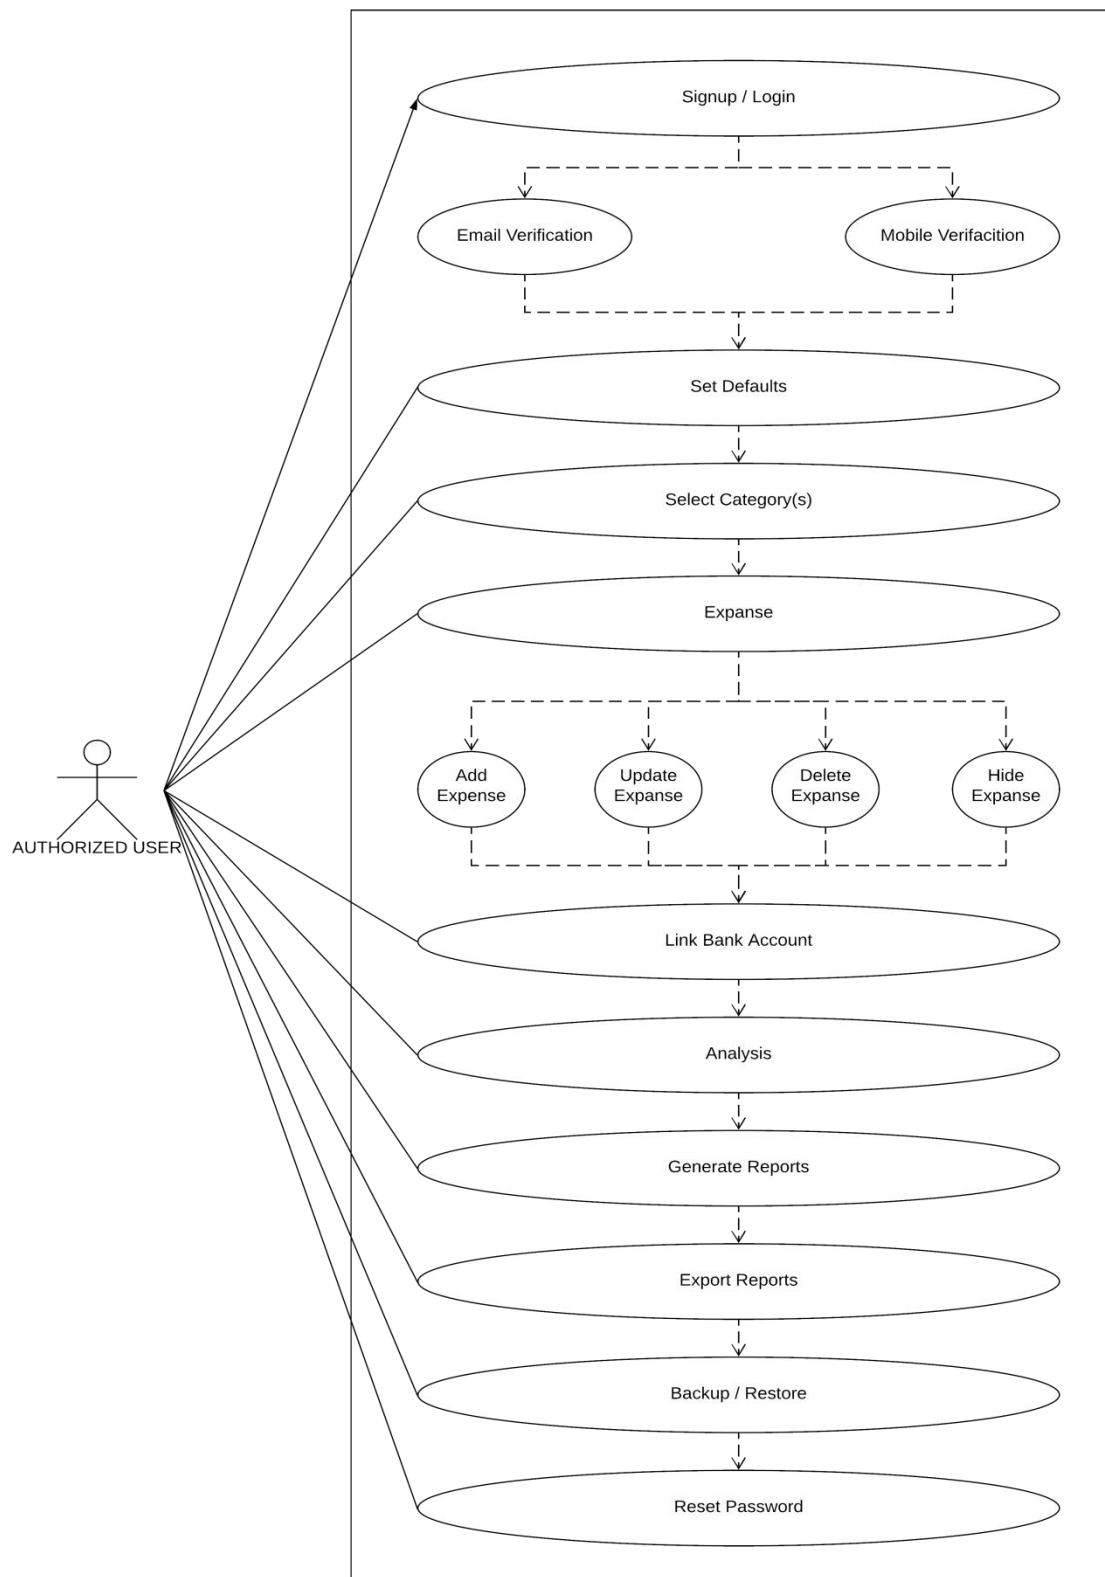 Signup / Login
Email Verification
Mobile Verifacition
Set Defaults
Select Category(s)
Expanse
Add
Expense
Update
Expanse
Delete
Expanse
Hide
Expanse
AUTHORIZED USER
Link Bank Account
Analysis
Generate Reports
Export Reports
Backup / Restore
Reset Password